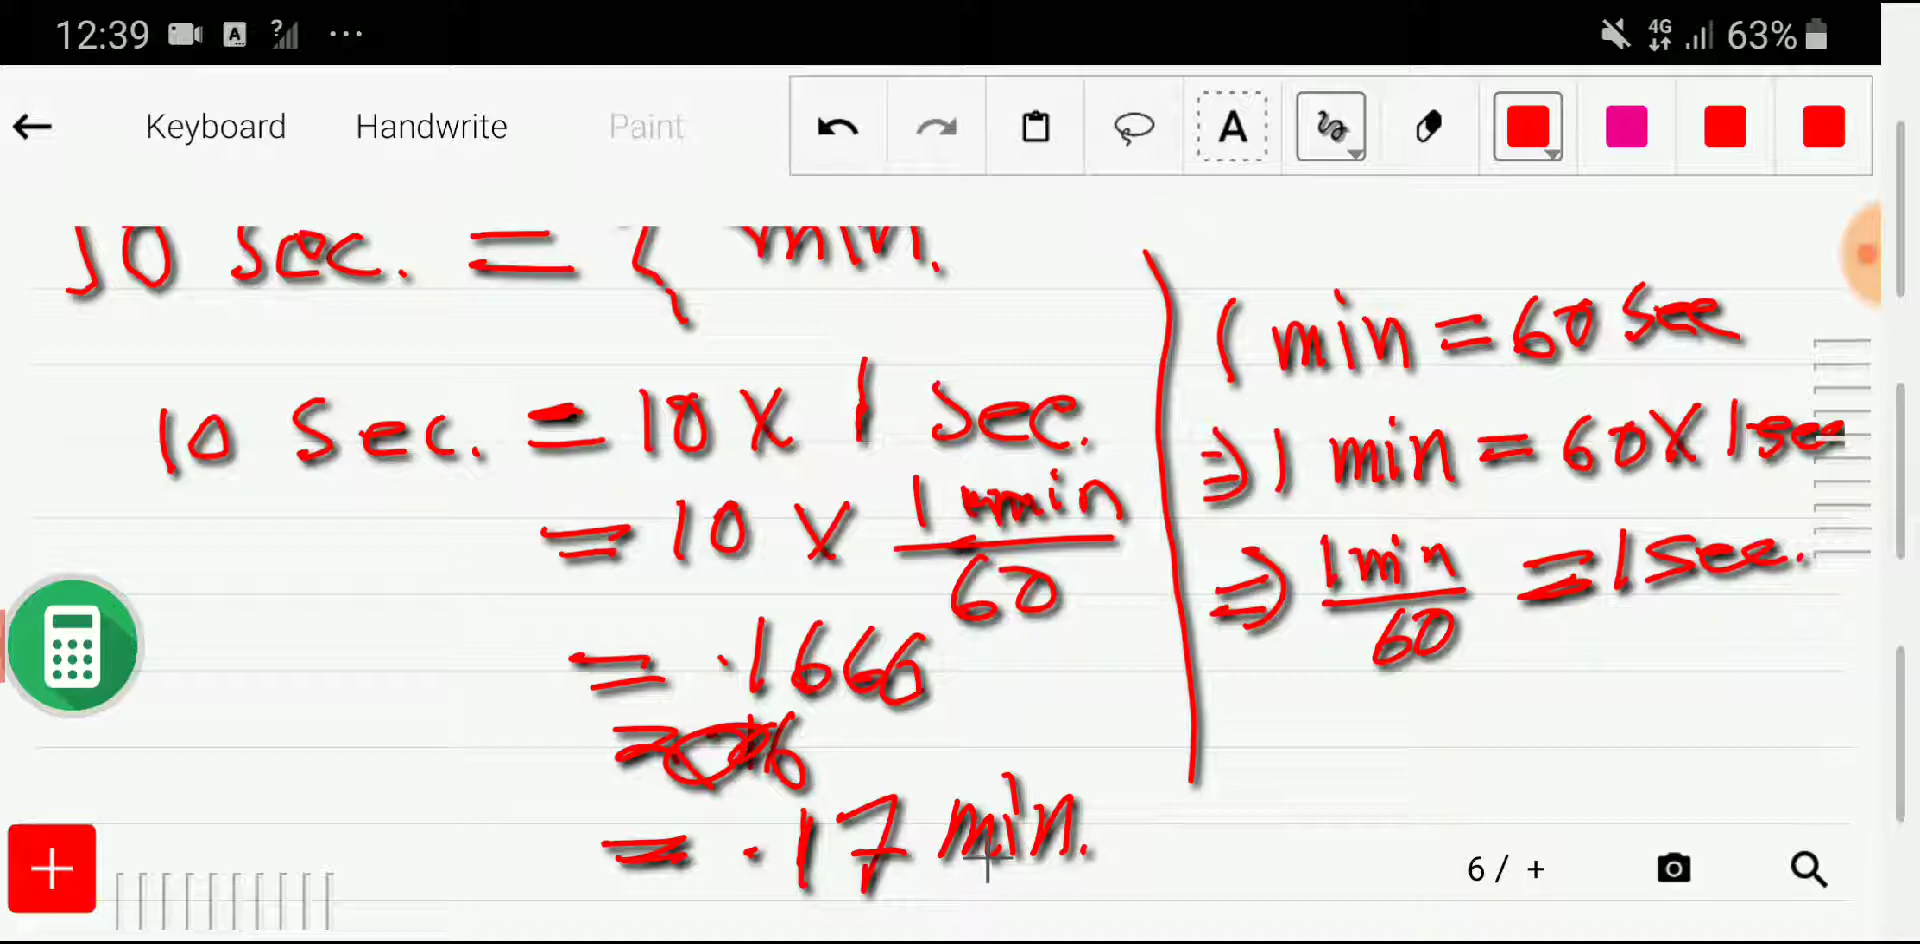 12:39 A ? ... 4G 63%
Keyboard Handwrite Paint A
10 sec. = ? min.
10 Sec. = 10 X 1 Sec.
= 10 X 1 min / 60
= .1666
= .17 min.
1 min = 60 Sec
=> 1 min = 60 X 1 sec
=> 1 min / 60 = 1 Sec.
6 / +